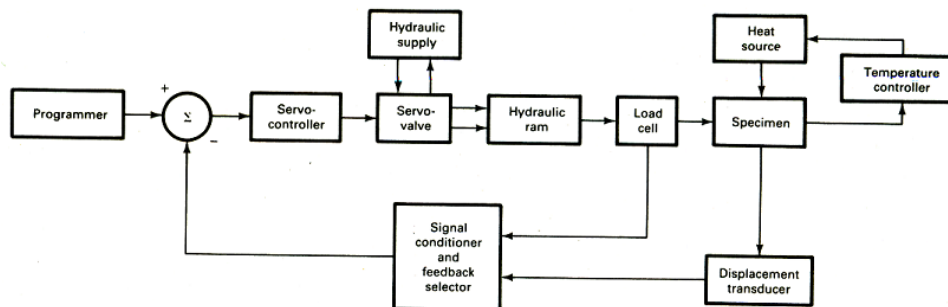 Hydraulic
supply
Heat
source
Temperature
controller
+
Programmer
Σ
−
Servo-
controller
Servo-
valve
Hydraulic
ram
Load
cell
Specimen
Signal
conditioner
and
feedback
selector
Displacement
transducer